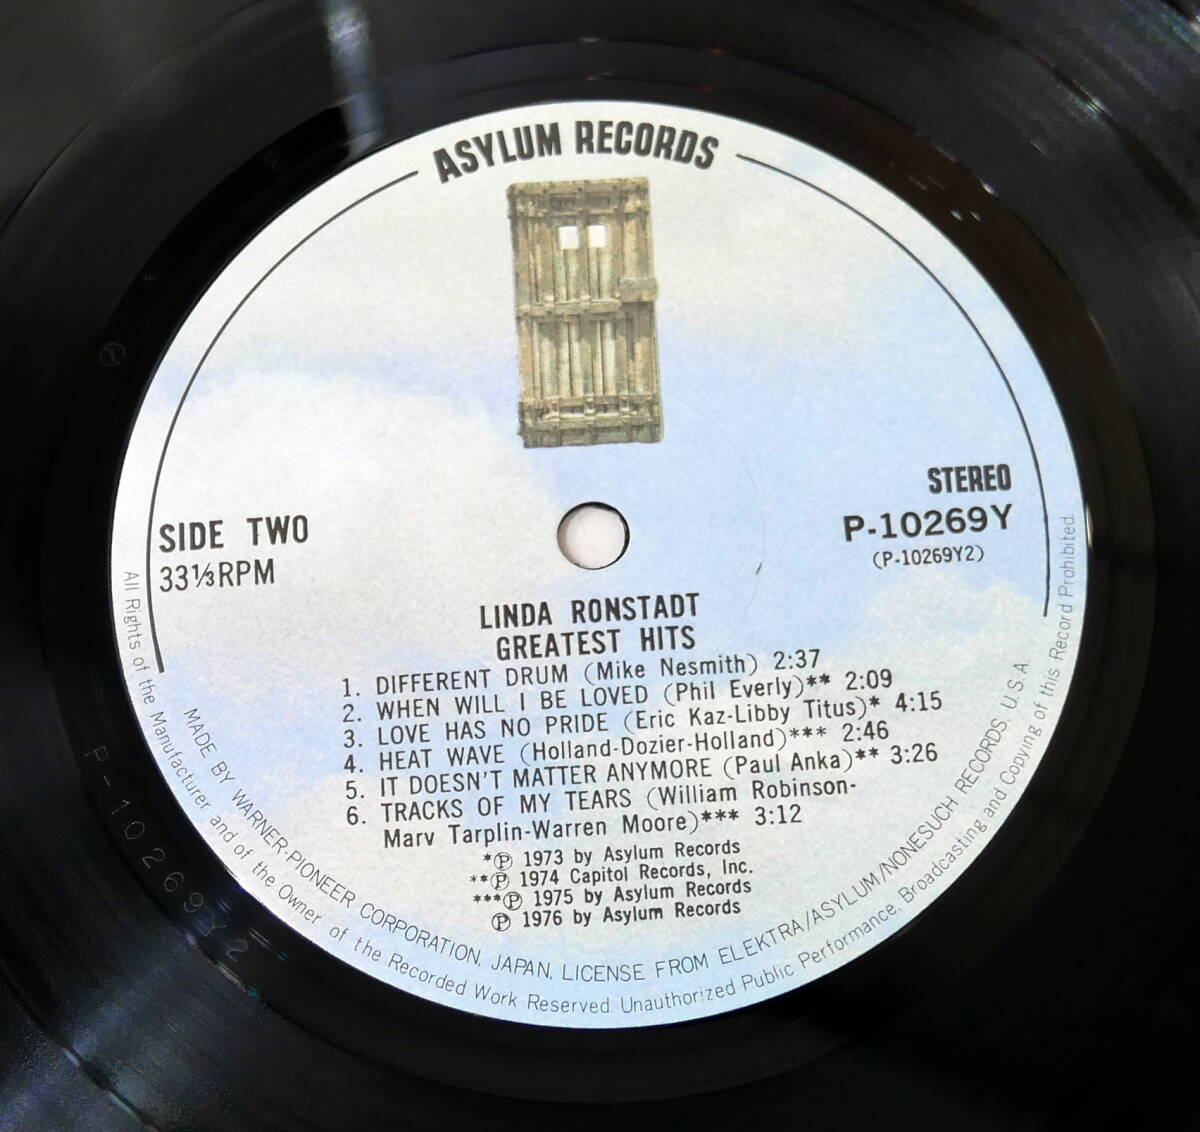 ASYLUM RECORDS
STEREO
P-10269Y
(P-10269Y2)
SIDE TWO
33⅓RPM
LINDA RONSTADT
GREATEST HITS
1. DIFFERENT DRUM (Mike Nesmith) 2:37
2. WHEN WILL I BE LOVED (Phil Everly)** 2:09
3. LOVE HAS NO PRIDE (Eric Kaz-Libby Titus)* 4:15
4. HEAT WAVE (Holland-Dozier-Holland)*** 2:46
5. IT DOESN'T MATTER ANYMORE (Paul Anka)** 3:26
6. TRACKS OF MY TEARS (William Robinson-
Marv Tarplin-Warren Moore)*** 3:12
*℗ 1973 by Asylum Records
**℗ 1974 Capitol Records, Inc.
***℗ 1975 by Asylum Records
℗ 1976 by Asylum Records
MADE BY WARNER-PIONEER CORPORATION, JAPAN. LICENSE FROM ELEKTRA/ASYLUM/NONESUCH RECORDS. U.S.A.
All Rights of the Manufacturer and of the Owner of the Recorded Work Reserved. Unauthorized Public Performance, Broadcasting and Copying of this Record Prohibited.
P-10269Y2